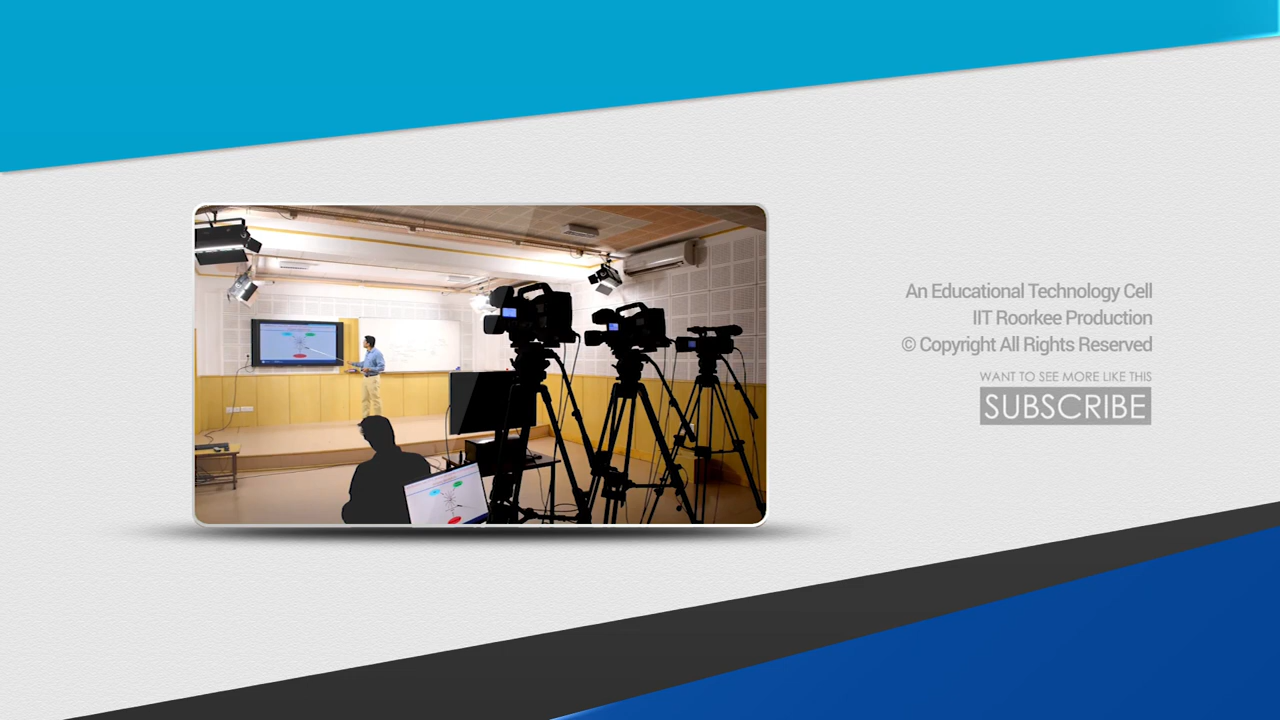 An Educational Technology Cell
IIT Roorkee Production
© Copyright All Rights Reserved
WANT TO SEE MORE LIKE THIS
SUBSCRIBE